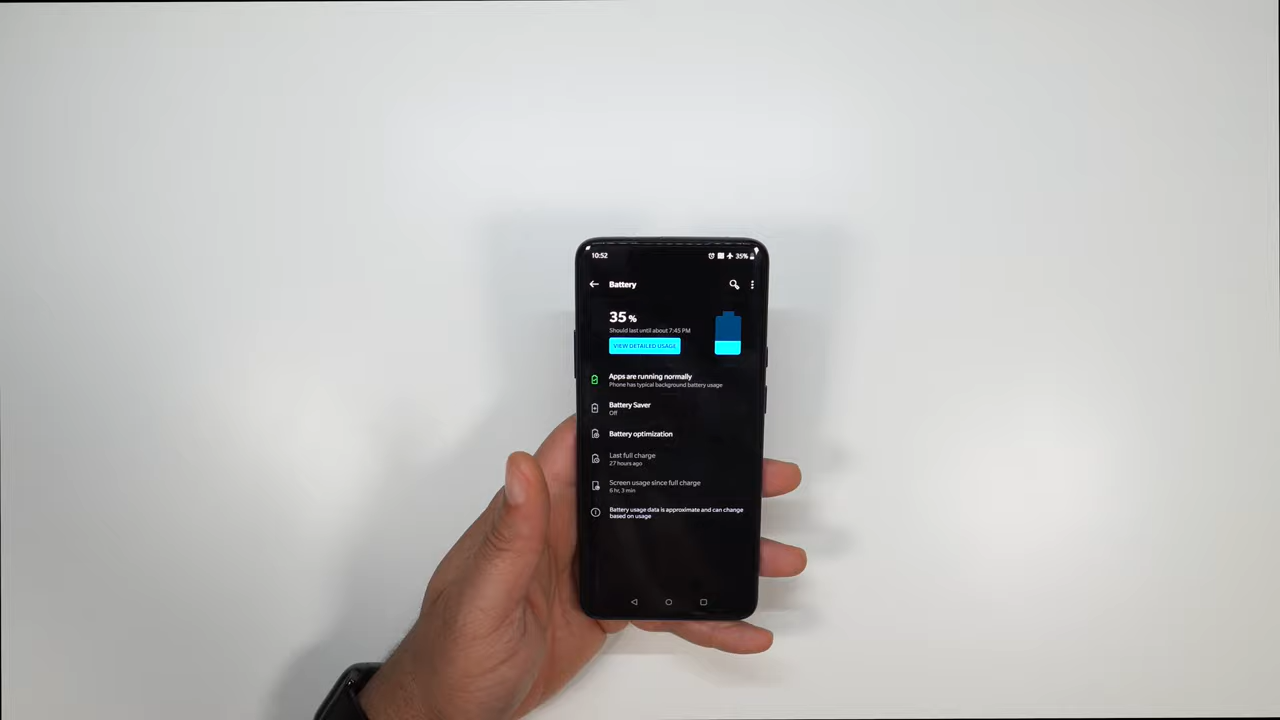 10:52
35%
Battery
35 %
Should last until about 7:45 PM
VIEW DETAILED USAGE
Apps are running normally
Phone has typical background battery usage
Battery Saver
Off
Battery optimization
Last full charge
27 hours ago
Screen usage since full charge
6 hr, 3 min
Battery usage data is approximate and can change
based on usage